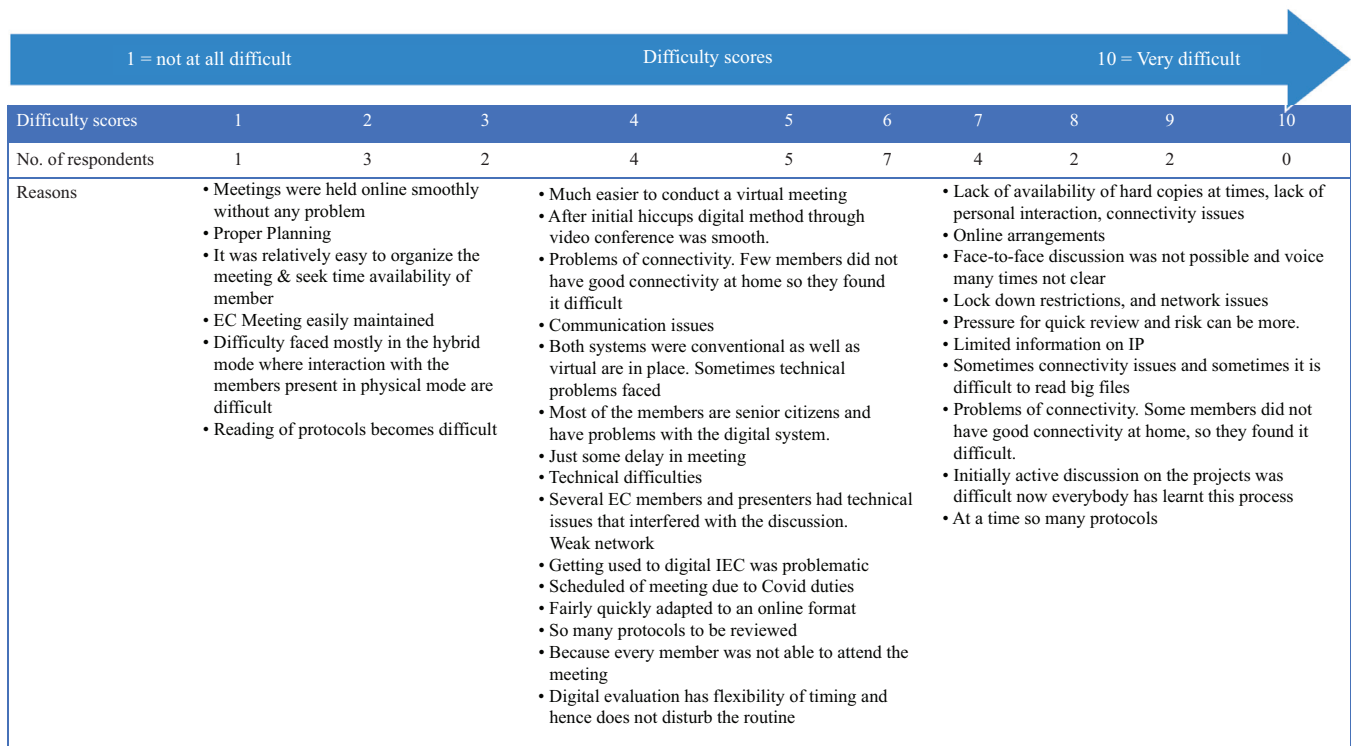 1 = not at all difficult Difficulty scores 10 = Very difficult
Difficulty scores 1 2 3 4 5 6 7 8 9 10
No. of respondents 1 3 2 4 5 7 4 2 2 0
Reasons
• Meetings were held online smoothly
without any problem
• Proper Planning
• It was relatively easy to organize the
meeting & seek time availability of
member
• EC Meeting easily maintained
• Difficulty faced mostly in the hybrid
mode where interaction with the
members present in physical mode are
difficult
• Reading of protocols becomes difficult
• Much easier to conduct a virtual meeting
• After initial hiccups digital method through
video conference was smooth.
• Problems of connectivity. Few members did not
have good connectivity at home so they found
it difficult
• Communication issues
• Both systems were conventional as well as
virtual are in place. Sometimes technical
problems faced
• Most of the members are senior citizens and
have problems with the digital system.
• Just some delay in meeting
• Technical difficulties
• Several EC members and presenters had technical
issues that interfered with the discussion.
Weak network
• Getting used to digital IEC was problematic
• Scheduled of meeting due to Covid duties
• Fairly quickly adapted to an online format
• So many protocols to be reviewed
• Because every member was not able to attend the
meeting
• Digital evaluation has flexibility of timing and
hence does not disturb the routine
• Lack of availability of hard copies at times, lack of
personal interaction, connectivity issues
• Online arrangements
• Face-to-face discussion was not possible and voice
many times not clear
• Lock down restrictions, and network issues
• Pressure for quick review and risk can be more.
• Limited information on IP
• Sometimes connectivity issues and sometimes it is
difficult to read big files
• Problems of connectivity. Some members did not
have good connectivity at home, so they found it
difficult.
• Initially active discussion on the projects was
difficult now everybody has learnt this process
• At a time so many protocols